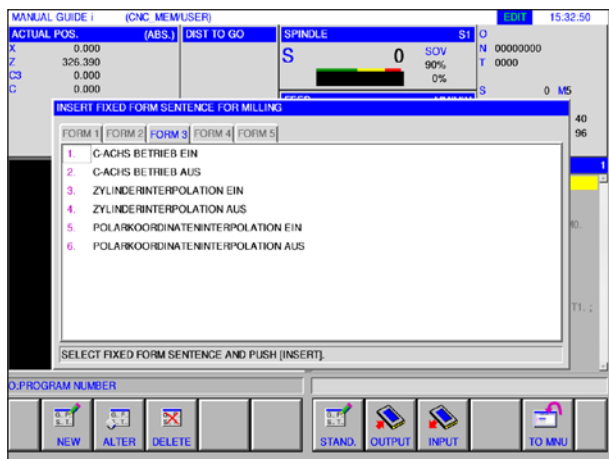 MANUAL GUIDE i (CNC_MEM/USER) EDIT 15:32:50
ACTUAL POS. (ABS.) DIST TO GO SPINDLE S1 O
X 0.000 S 0 SOV N 00000000
Z 326.390 90% T 0000
C3 0.000 0%
C 0.000 S 0 M5
INSERT FIXED FORM SENTENCE FOR MILLING
40
FORM 1 FORM 2 FORM 3 FORM 4 FORM 5 96
1. C-ACHS BETRIEB EIN
1
2. C-ACHS BETRIEB AUS
3. ZYLINDERINTERPOLATION EIN
4. ZYLINDERINTERPOLATION AUS
5. POLARKOORDINATENINTERPOLATION EIN
6. POLARKOORDINATENINTERPOLATION AUS
T1. ;
SELECT FIXED FORM SENTENCE AND PUSH [INSERT].
O:PROGRAM NUMBER
NEW ALTER DELETE STAND. OUTPUT INPUT TO MNU